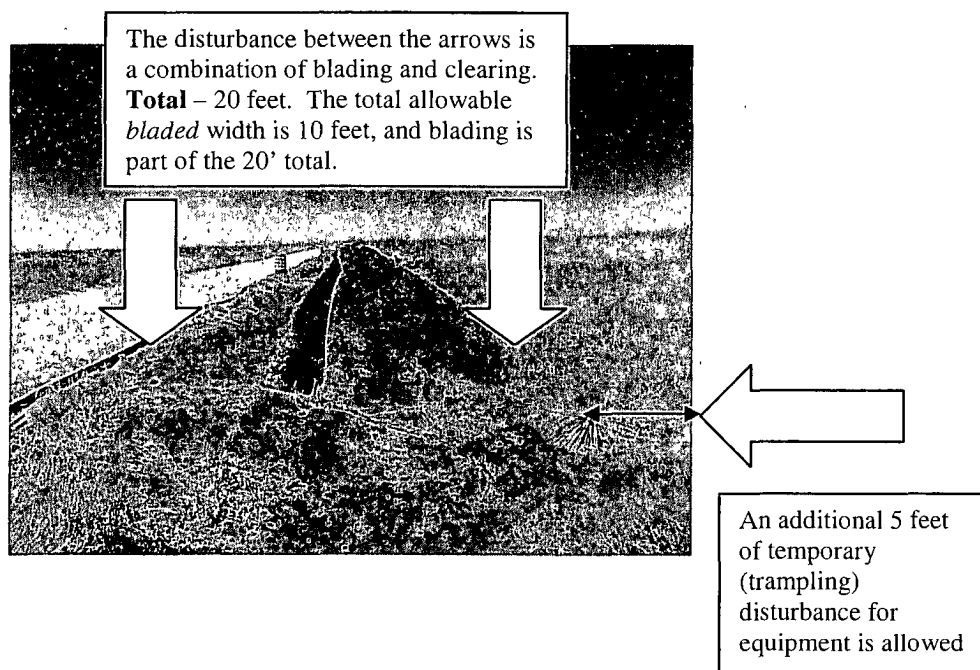 The disturbance between the arrows is
a combination of blading and clearing.
Total – 20 feet. The total allowable
bladed width is 10 feet, and blading is
part of the 20' total.
An additional 5 feet
of temporary
(trampling)
disturbance for
equipment is allowed